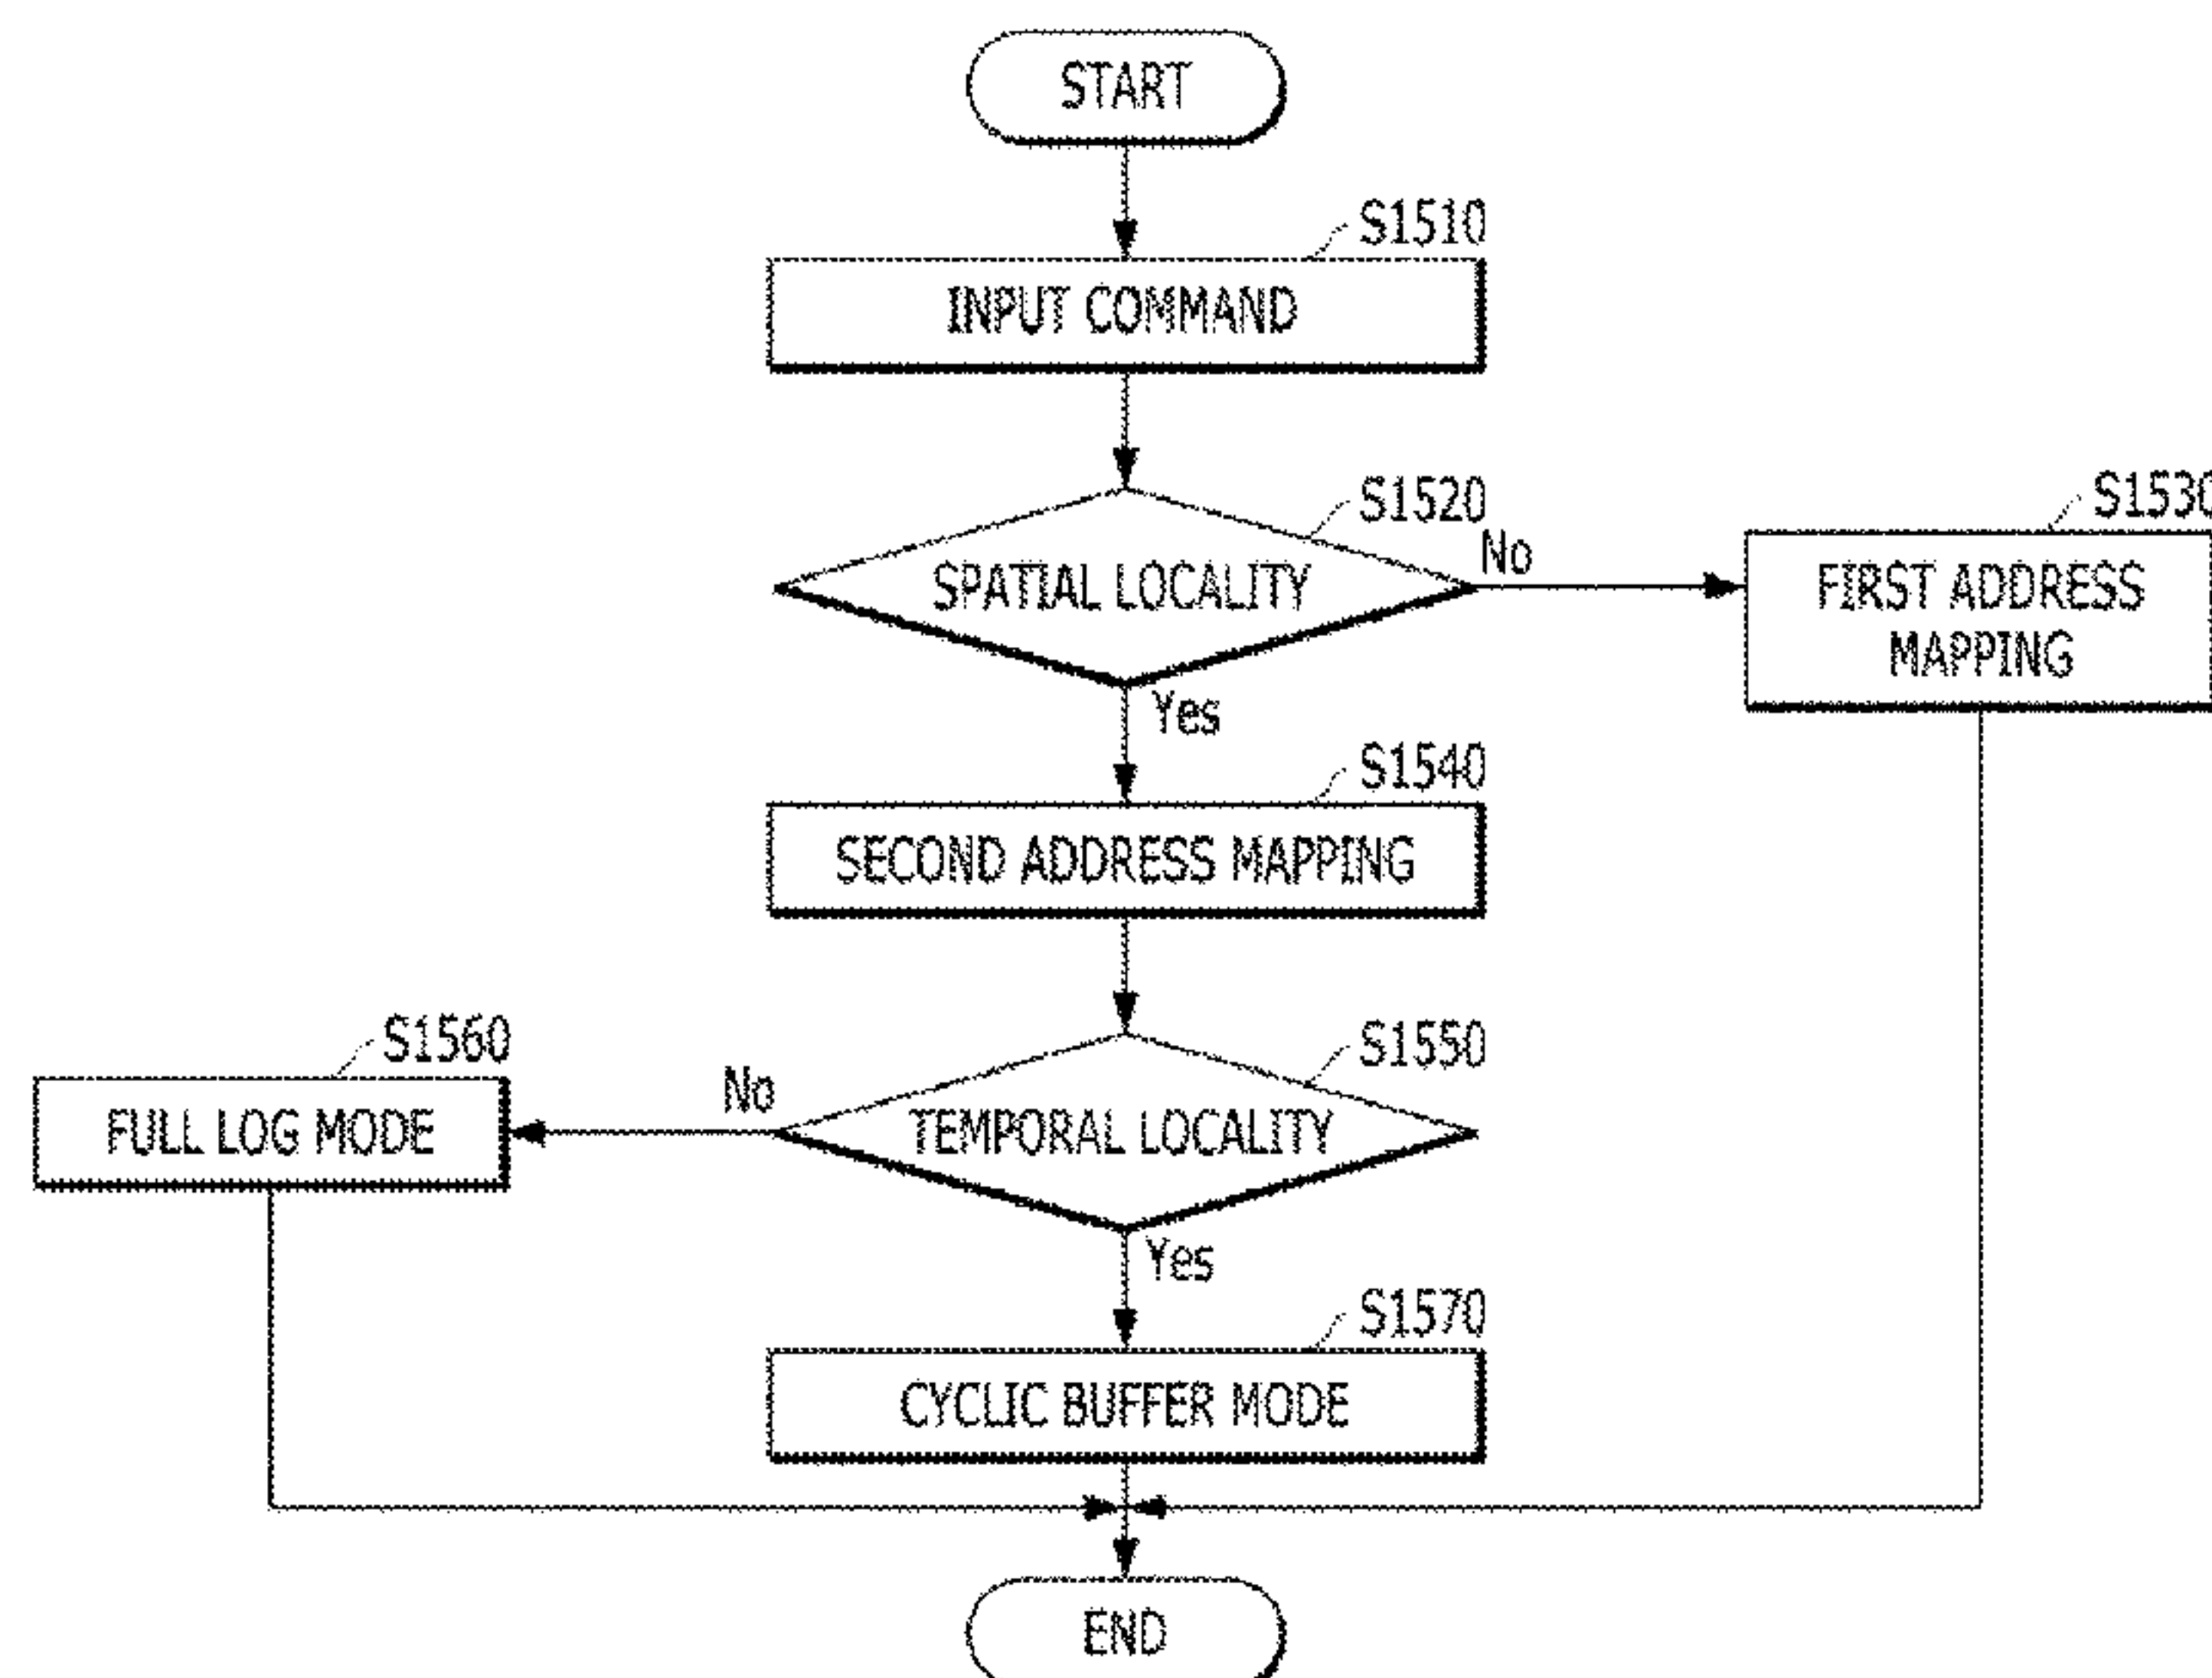 START
S1510
INPUT COMMAND
S1520
SPATIAL LOCALITY
No
S1530
FIRST ADDRESS
MAPPING
Yes
S1540
SECOND ADDRESS MAPPING
S1550
TEMPORAL LOCALITY
No
S1560
FULL LOG MODE
Yes
S1570
CYCLIC BUFFER MODE
END